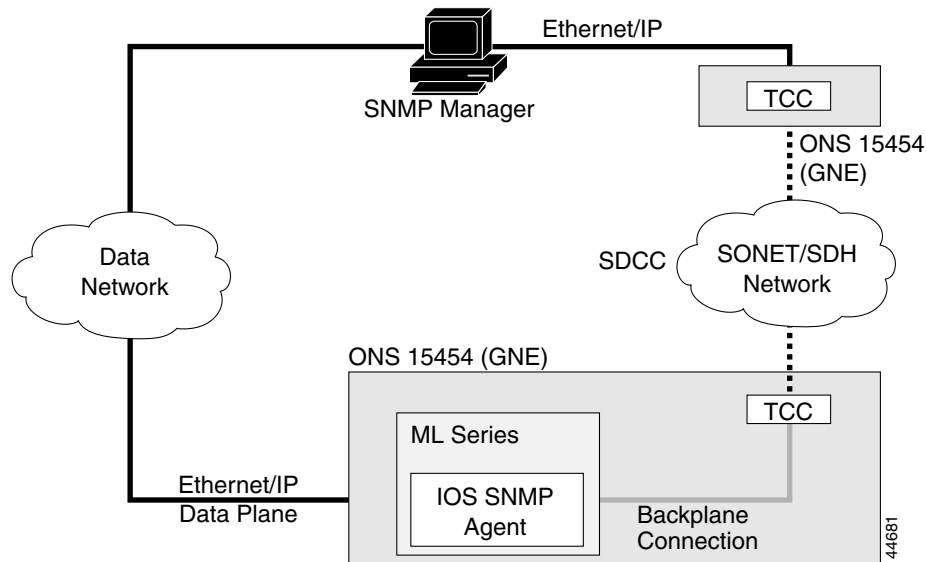 Ethernet/IP
SNMP Manager
TCC
ONS 15454
(GNE)
Data
Network
SDCC
SONET/SDH
Network
ONS 15454 (GNE)
TCC
ML Series
IOS SNMP
Agent
Ethernet/IP
Data Plane
Backplane
Connection
44681